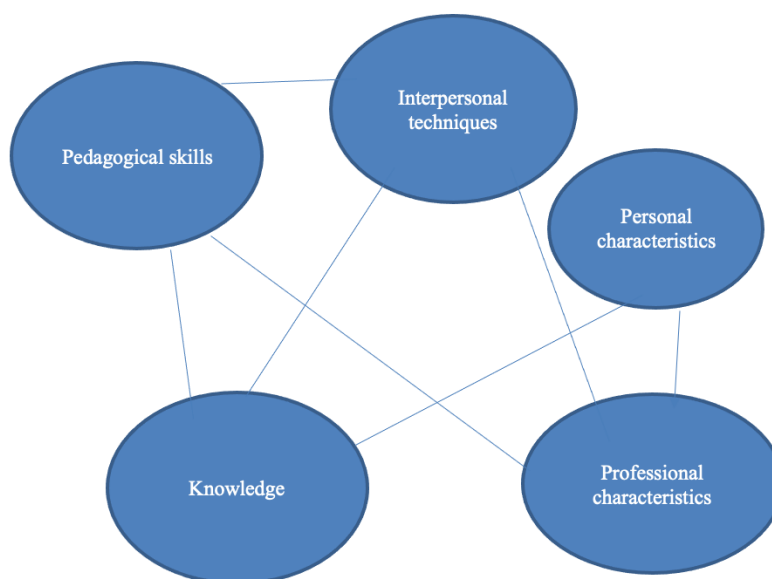 Interpersonal
techniques
Pedagogical skills
Personal
characteristics
Knowledge
Professional
characteristics